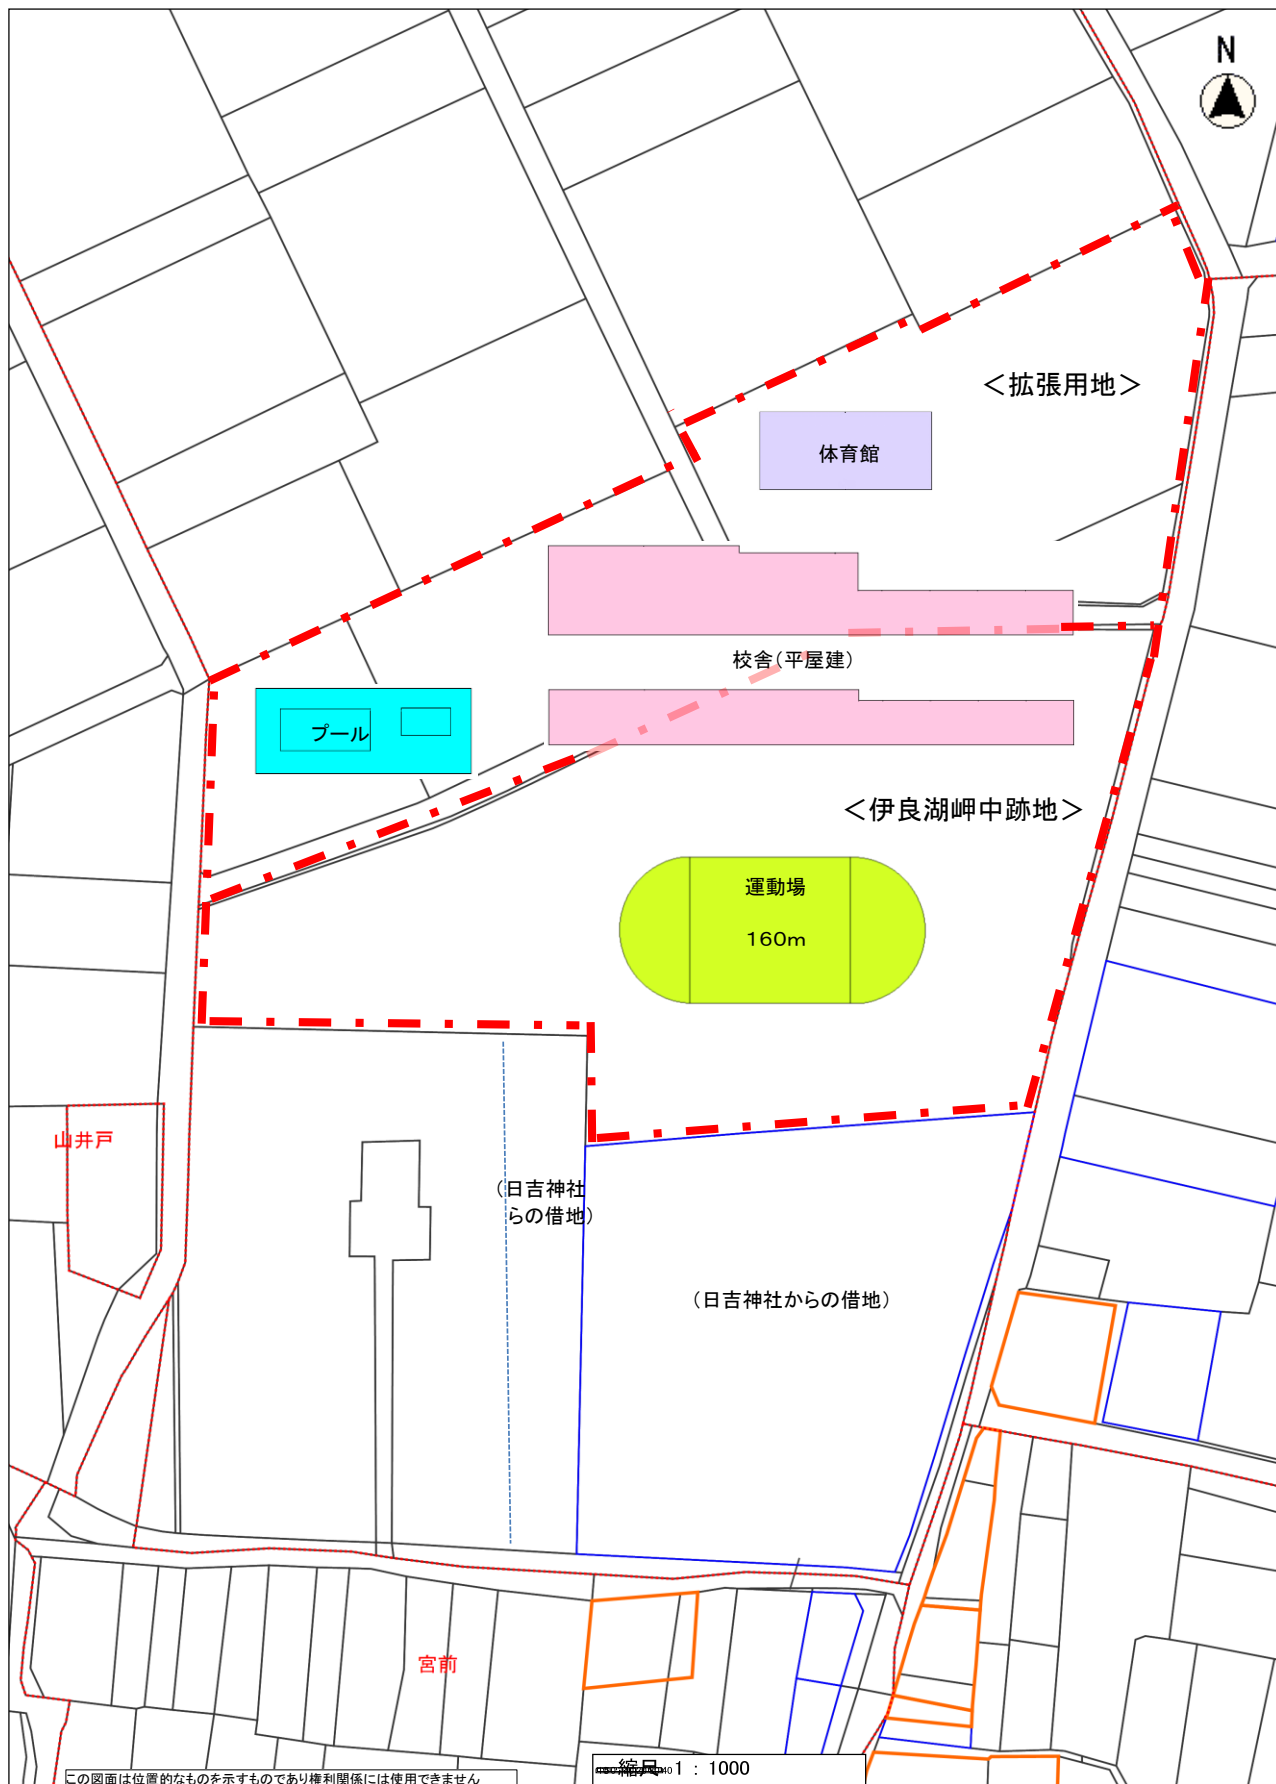 N
＜拡張用地＞
体育館
校舎（平屋建）
プール
＜伊良湖岬中跡地＞
運動場
160m
山井戸
（日吉神社
らの借地）
（日吉神社からの借地）
宮前
この図面は位置的なものを示すものであり権利関係には使用できません
縮尺 1 : 1000